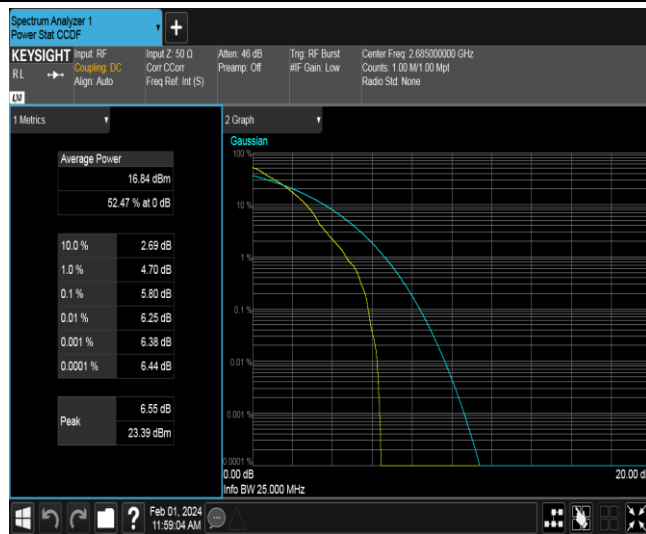 Spectrum Analyzer 1
Power Stat CCDF
+
KEYSIGHT
RL
LXI
Input: RF
Coupling: DC
Align: Auto
Input Z: 50 Ω
Corr CCorr
Freq Ref: Int (S)
Atten: 46 dB
Preamp: Off
Trig: RF Burst
#IF Gain: Low
Center Freq: 2.685000000 GHz
Counts: 1.00 M/1.00 Mpt
Radio Std: None
1 Metrics
Average Power
16.84 dBm
52.47 % at 0 dB
10.0 % 2.69 dB
1.0 % 4.70 dB
0.1 % 5.80 dB
0.01 % 6.25 dB
0.001 % 6.38 dB
0.0001 % 6.44 dB
Peak
6.55 dB
23.39 dBm
2 Graph
Gaussian
100 %
10 %
1 %
0.1 %
0.01 %
0.001 %
0.0001 %
0.00 dB
20.00 d
Info BW 25.000 MHz
?
Feb 01, 2024
11:59:04 AM